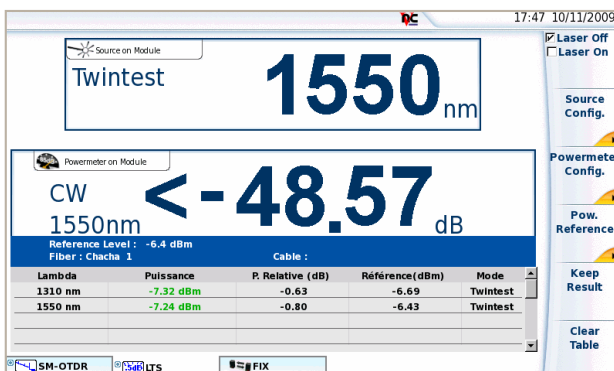 17:47 10/11/2009
Source on Module
Twintest
1550 nm
Laser Off
Laser On
Source
Config.
Powermeter on Module
CW
1550nm
<-48.57 dB
Powermete
Config.
Reference Level : -6.4 dBm
Fiber : Chacha 1 Cable :
Pow.
Reference
Lambda Puissance P. Relative (dB) Référence(dBm) Mode
1310 nm -7.32 dBm -0.63 -6.69 Twintest
1550 nm -7.24 dBm -0.80 -6.43 Twintest
Keep
Result
Clear
Table
SM-OTDR LTS FIX